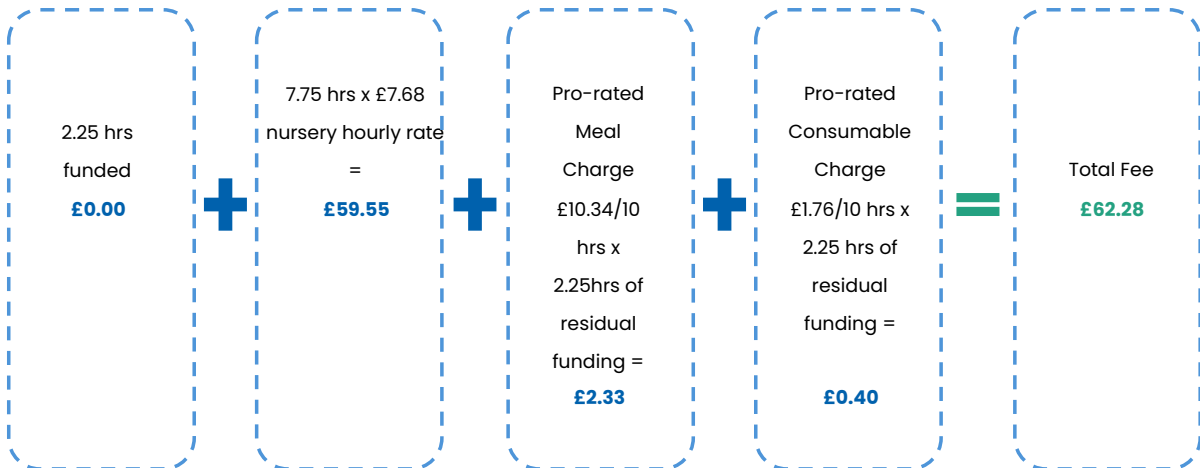 2.25 hrs
funded
£0.00
7.75 hrs x £7.68
nursery hourly rate
=
£59.55
Pro-rated
Meal
Charge
£10.34/10
hrs x
2.25hrs of
residual
funding =
£2.33
Pro-rated
Consumable
Charge
£1.76/10 hrs x
2.25 hrs of
residual
funding =
£0.40
Total Fee
£62.28